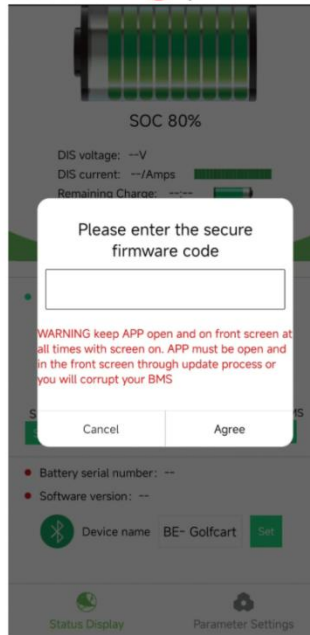 SOC 80%
DIS voltage: --V
DIS current: --/Amps
Remaining Charge: --:--
Please enter the secure
firmware code
WARNING keep APP open and on front screen at
all times with screen on. APP must be open and
in the front screen through update process or
you will corrupt your BMS
Cancel Agree
Battery serial number: --
Software version: --
Device name BE- Golfcart Set
Status Display Parameter Settings